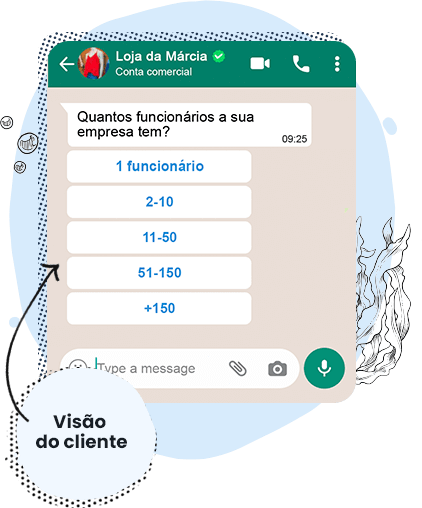 Loja da Márcia
Conta comercial
Quantos funcionários a sua
empresa tem?
09:25
1 funcionário
2-10
11-50
51-150
+150
Type a message
Visão
do cliente